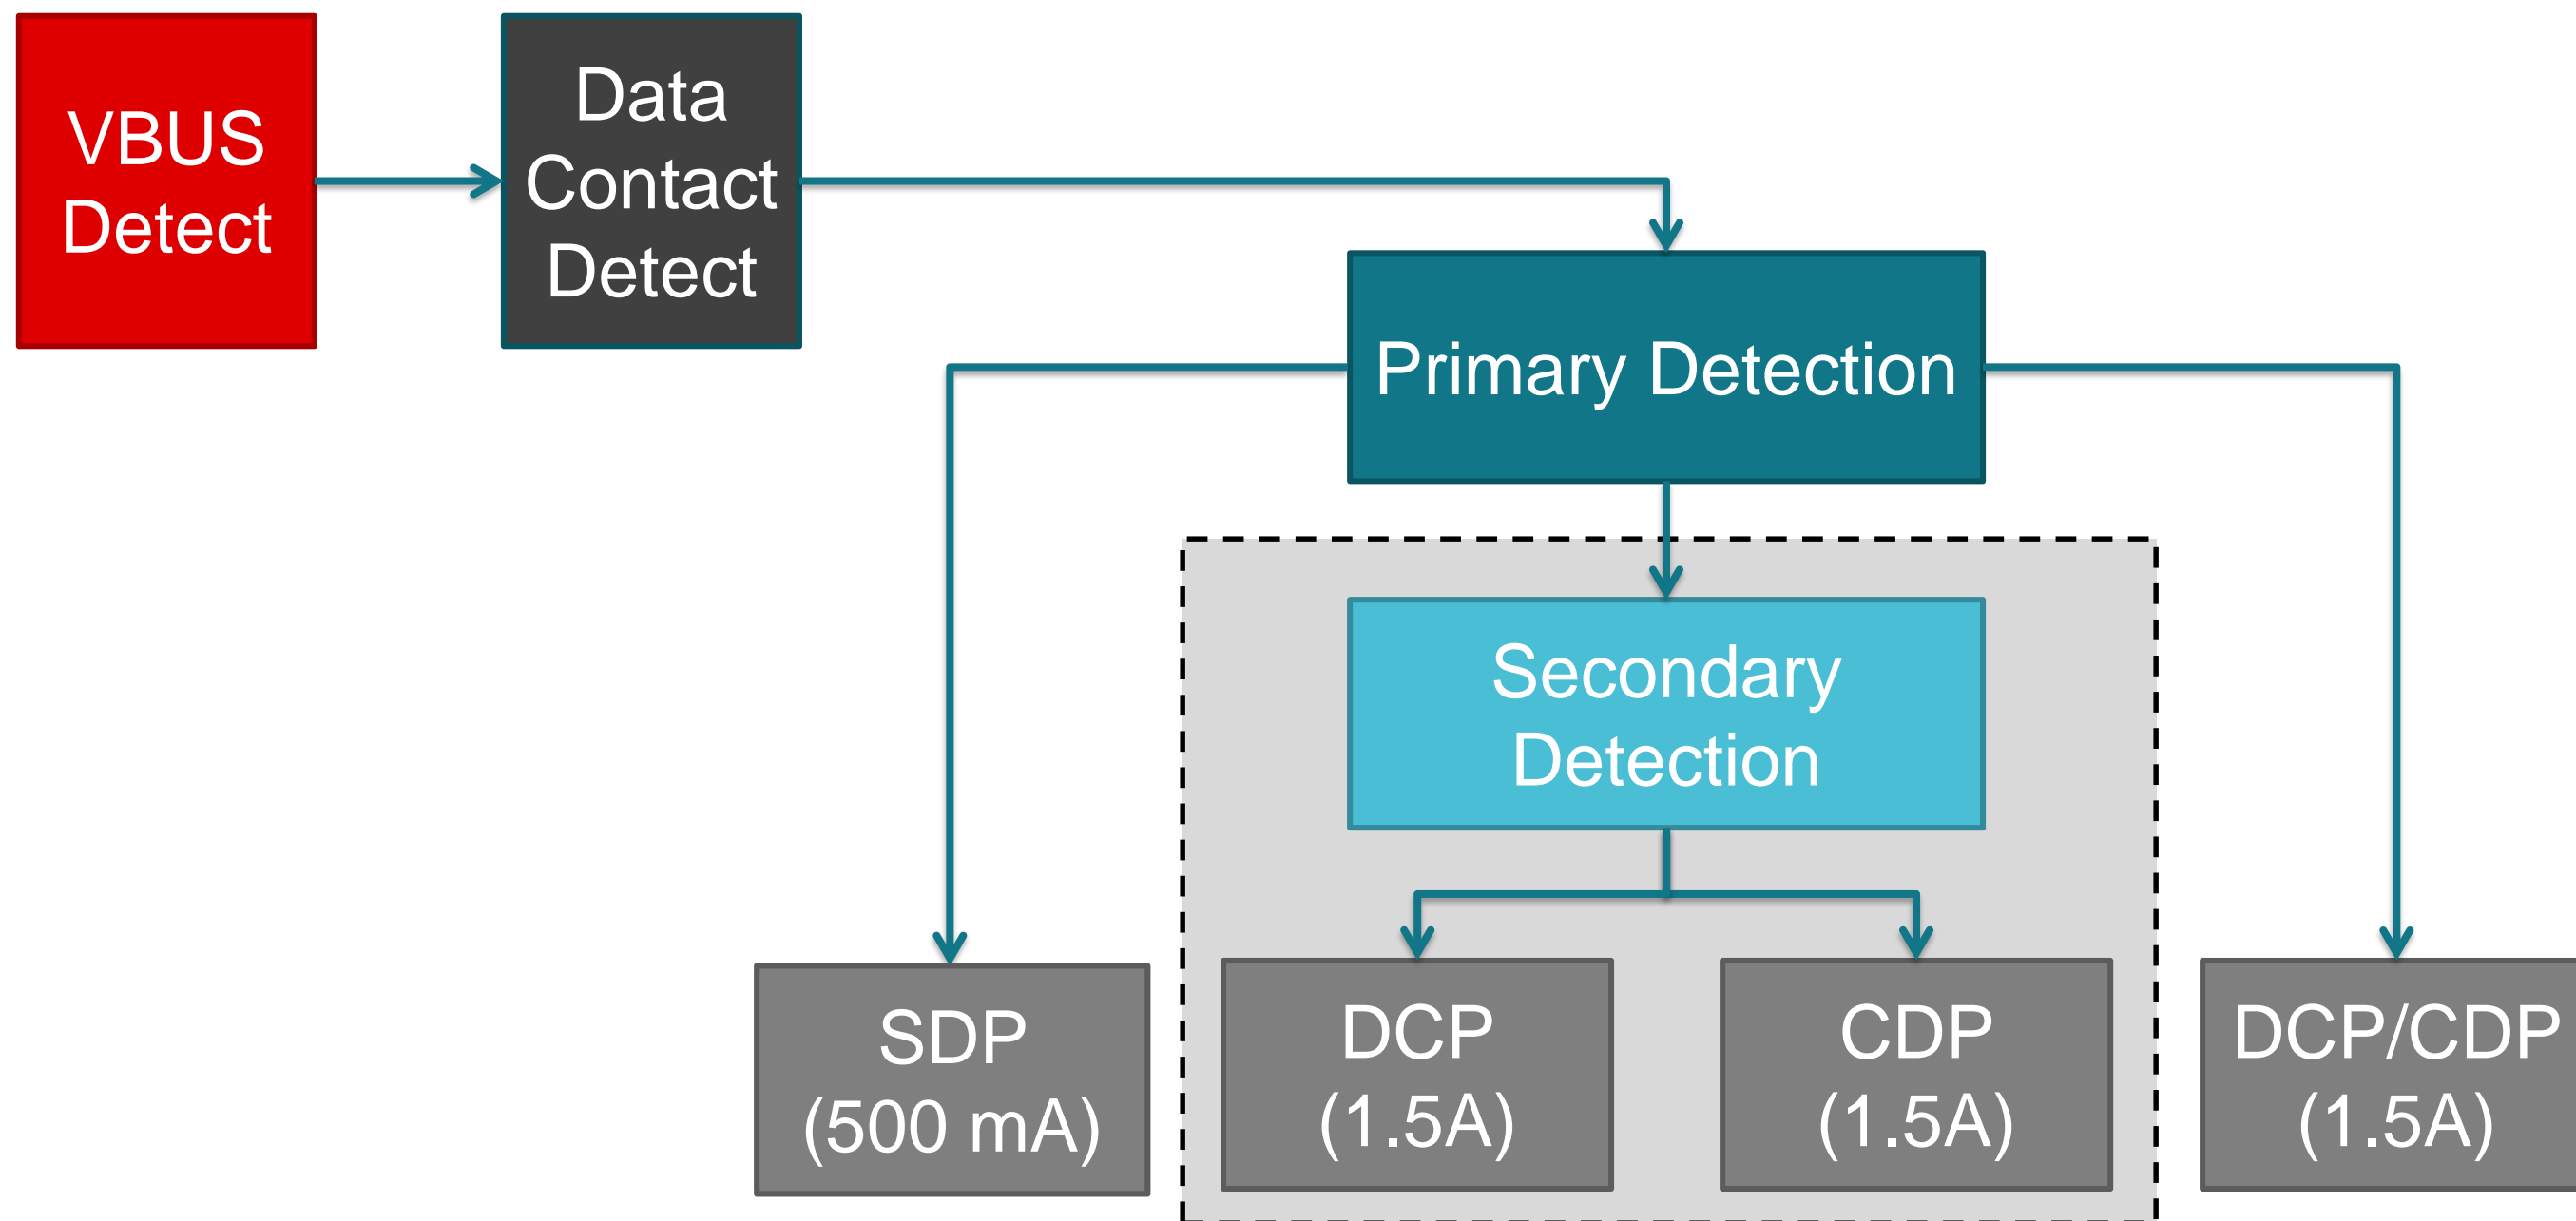 VBUS
Detect
Data
Contact
Detect
Primary Detection
Secondary
Detection
SDP
(500 mA)
DCP
(1.5A)
CDP
(1.5A)
DCP/CDP
(1.5A)